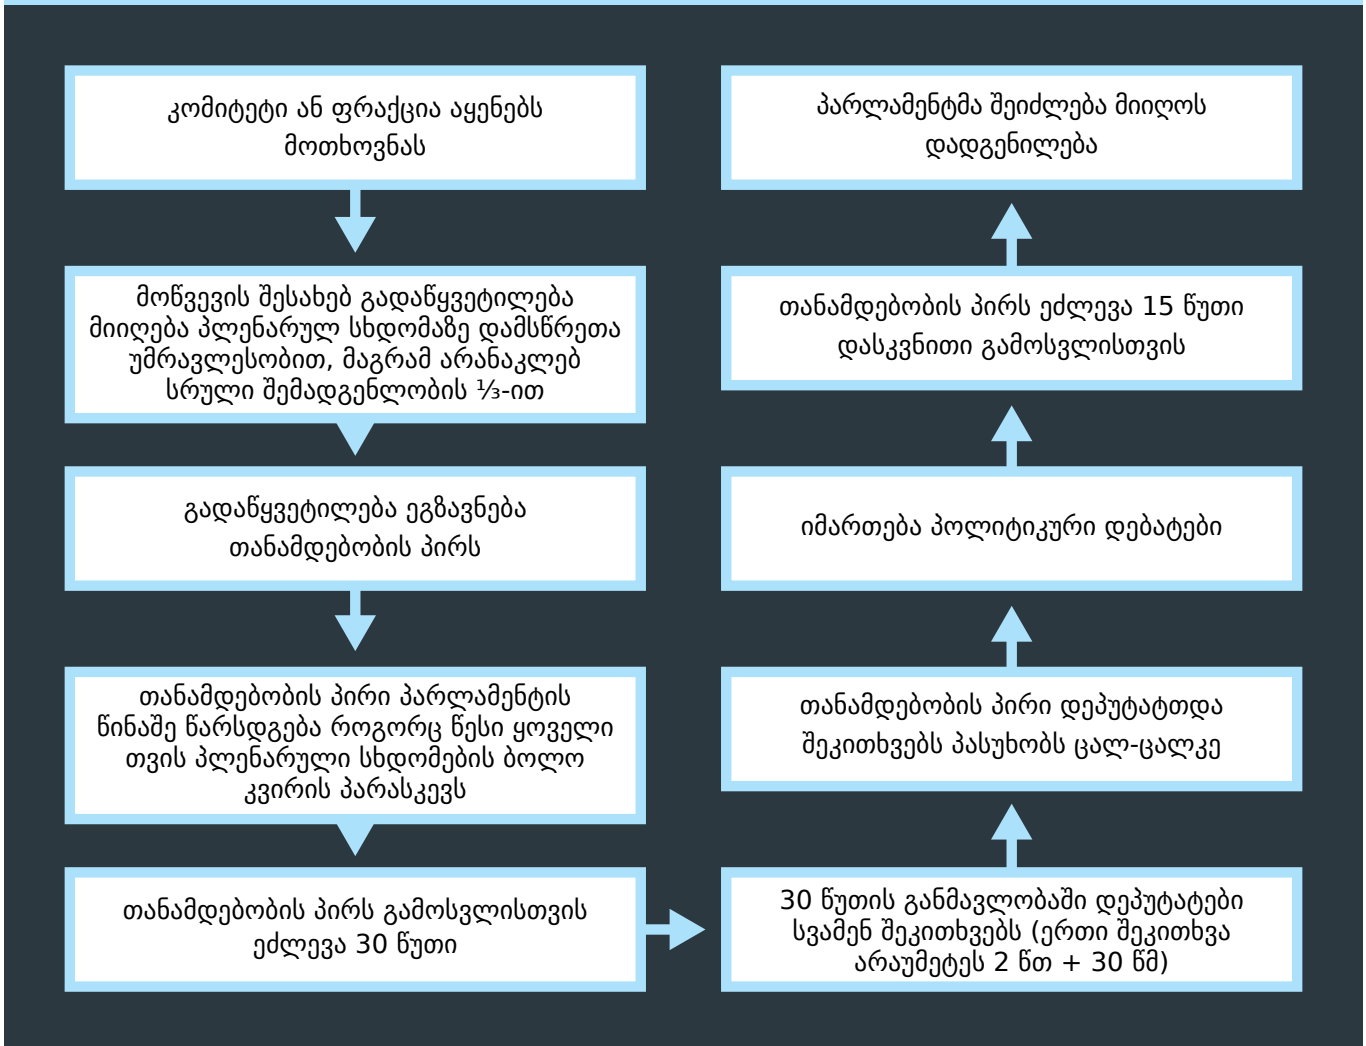 კომიტეტი ან ფრაქცია აყენებს
მოთხოვნას
მოწვევის შესახებ გადაწყვეტილება
მიიღება პლენარულ სხდომაზე დამსწრეთა
უმრავლესობით, მაგრამ არანაკლებ
სრული შემადგენლობის ⅓-ით
გადაწყვეტილება ეგზავნება
თანამდებობის პირს
თანამდებობის პირი პარლამენტის
წინაშე წარსდგება როგორც წესი ყოველი
თვის პლენარული სხდომების ბოლო
კვირის პარასკევს
თანამდებობის პირს გამოსვლისთვის
ეძლევა 30 წუთი
30 წუთის განმავლობაში დეპუტატები
სვამენ შეკითხვებს (ერთი შეკითხვა
არაუმეტეს 2 წთ + 30 წმ)
თანამდებობის პირი დეპუტატთდა
შეკითხვებს პასუხობს ცალ-ცალკე
იმართება პოლიტიკური დებატები
თანამდებობის პირს ეძლევა 15 წუთი
დასკვნითი გამოსვლისთვის
პარლამენტმა შეიძლება მიიღოს
დადგენილება